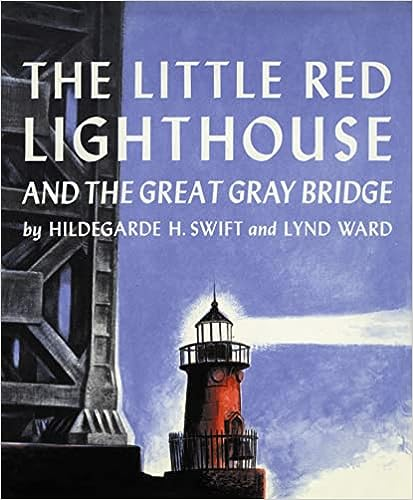 THE LITTLE RED
LIGHTHOUSE
AND THE GREAT GRAY BRIDGE
by HILDEGARDE H. SWIFT and LYND WARD